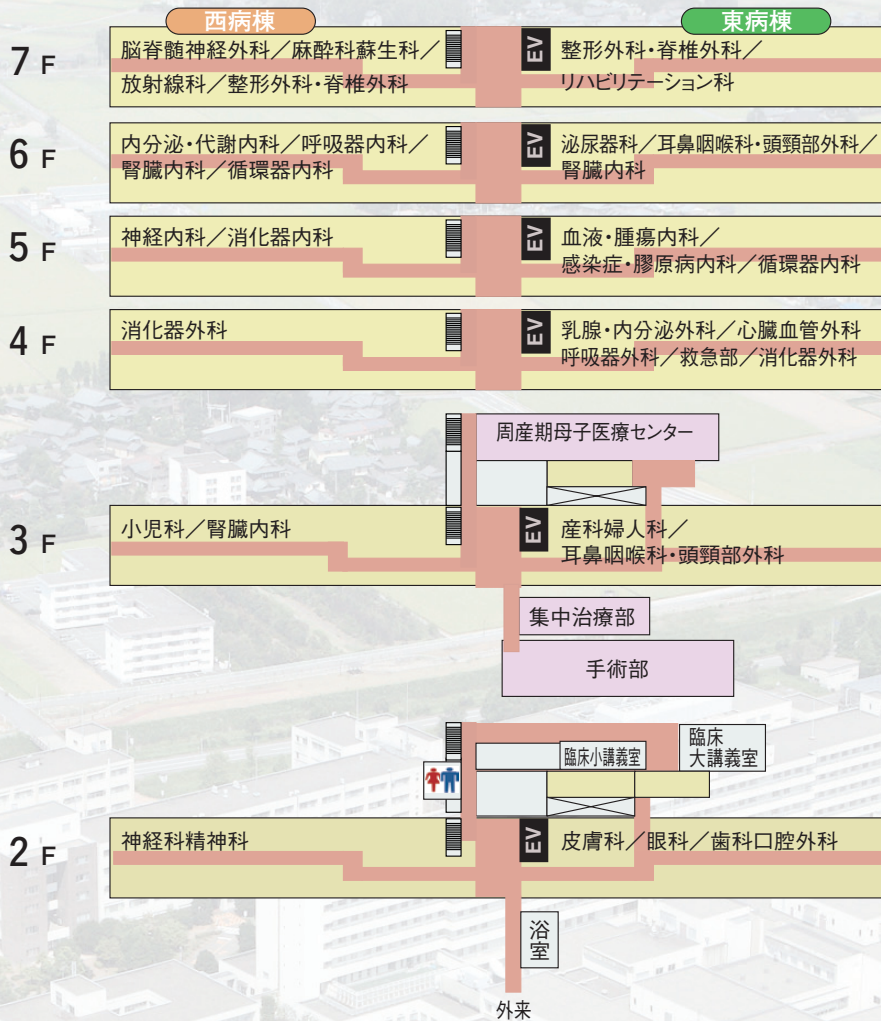 西病棟
東病棟
7 F
脳脊髄神経外科／麻酔科蘇生科／
放射線科／整形外科・脊椎外科
EV
整形外科・脊椎外科／
リハビリテーション科
6 F
内分泌・代謝内科／呼吸器内科／
腎臓内科／循環器内科
EV
泌尿器科／耳鼻咽喉科・頭頸部外科／
腎臓内科
5 F
神経内科／消化器内科
EV
血液・腫瘍内科／
感染症・膠原病内科／循環器内科
4 F
消化器外科
EV
乳腺・内分泌外科／心臓血管外科
呼吸器外科／救急部／消化器外科
周産期母子医療センター
3 F
小児科／腎臓内科
EV
産科婦人科／
耳鼻咽喉科・頭頸部外科
集中治療部
手術部
臨床小講義室
臨床
大講義室
2 F
神経科精神科
EV
皮膚科／眼科／歯科口腔外科
浴室
外来